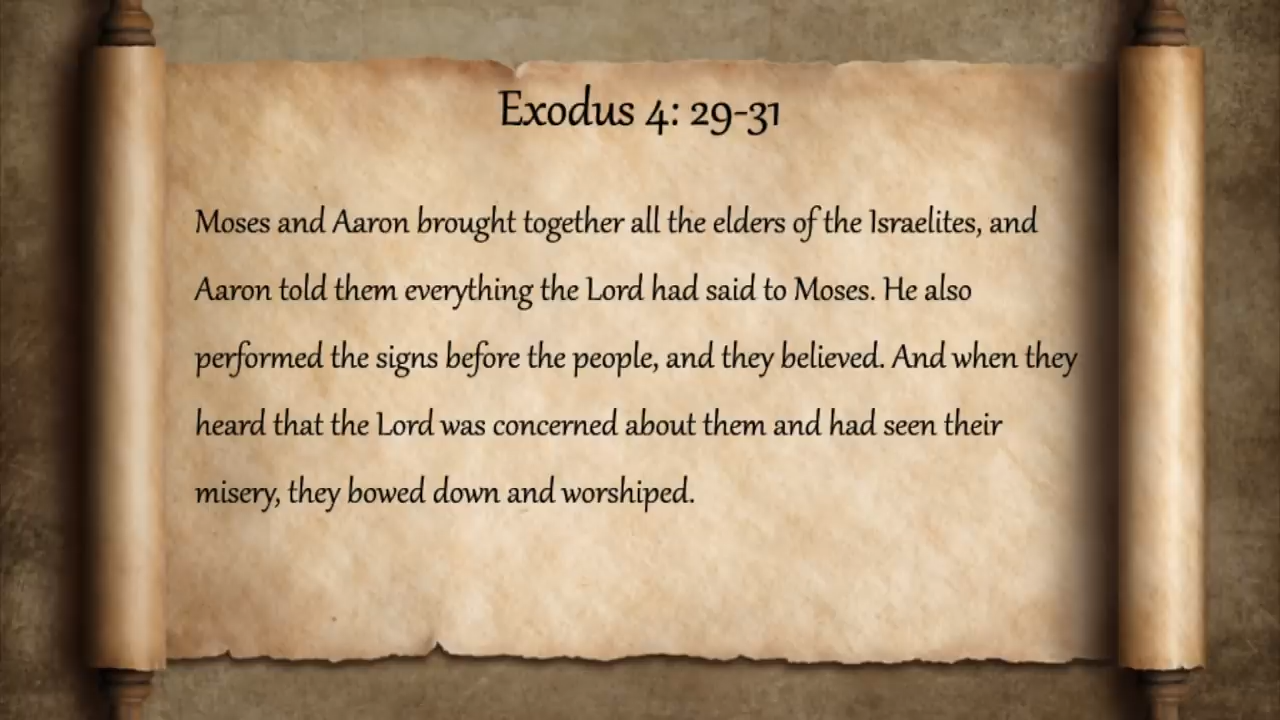 Exodus 4: 29-31
Moses and Aaron brought together all the elders of the Israelites, and
Aaron told them everything the Lord had said to Moses. He also
performed the signs before the people, and they believed. And when they
heard that the Lord was concerned about them and had seen their
misery, they bowed down and worshiped.